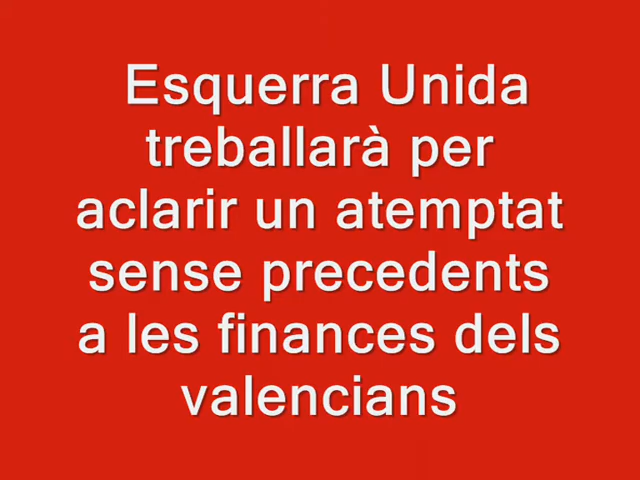 Esquerra Unida
treballarà per
aclarir un atemptat
sense precedents
a les finances dels
valencians